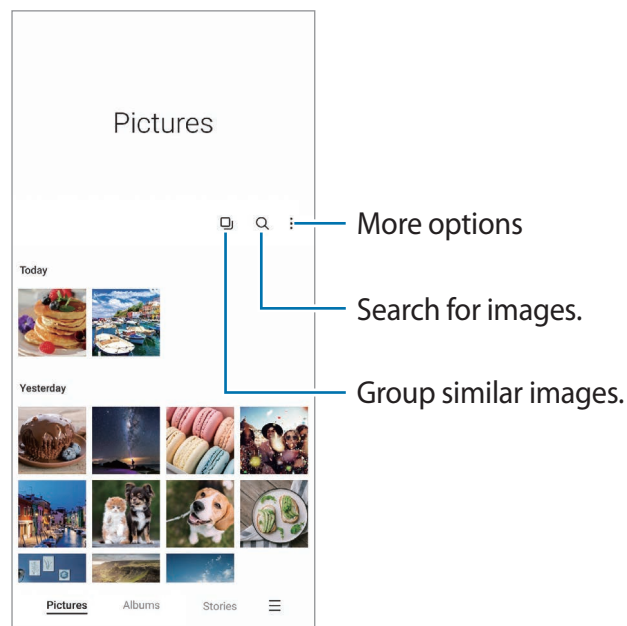 Pictures
More options
Today
Search for images.
Yesterday
Group similar images.
Pictures Albums Stories